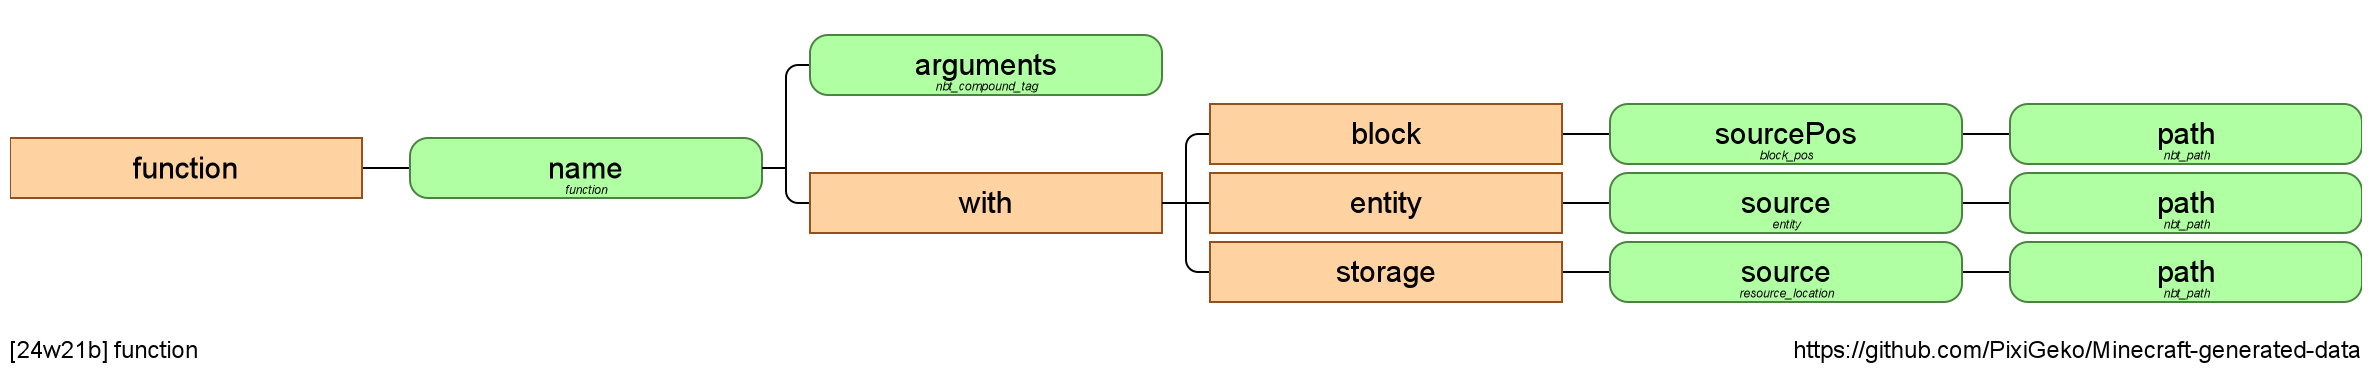 arguments
nbt_compound_tag
function
name
function
with
block
sourcePos
block_pos
path
nbt_path
entity
source
entity
path
nbt_path
storage
source
resource_location
path
nbt_path
[24w21b] function
https://github.com/PixiGeko/Minecraft-generated-data